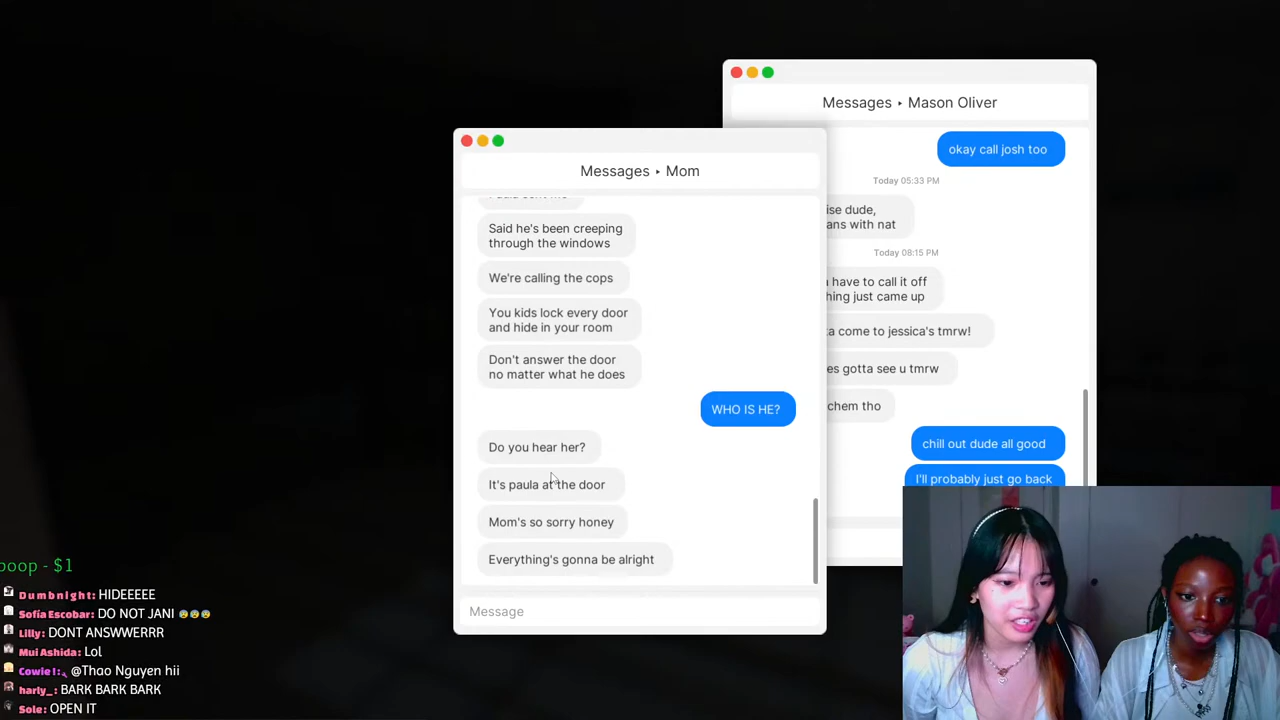 Messages ‣ Mason Oliver
okay call josh too
Today 05:33 PM
ise dude,
ans with nat
Today 08:15 PM
have to call it off
hing just came up
ta come to jessica's tmrw!
es gotta see u tmrw
chem tho
chill out dude all good
I'll probably just go back
Messages ‣ Mom
Said he's been creeping
through the windows
We're calling the cops
You kids lock every door
and hide in your room
Don't answer the door
no matter what he does
WHO IS HE?
Do you hear her?
It's paula at the door
Mom's so sorry honey
Everything's gonna be alright
Message
poop - $1
Dumbnight: HIDEEEEE
Sofía Escobar: DO NOT JANI 😨😨😨
Lilly: DONT ANSWWERRR
Mui Ashida: Lol
Cowie!: @Thao Nguyen hii
harly_: BARK BARK BARK
Sole: OPEN IT